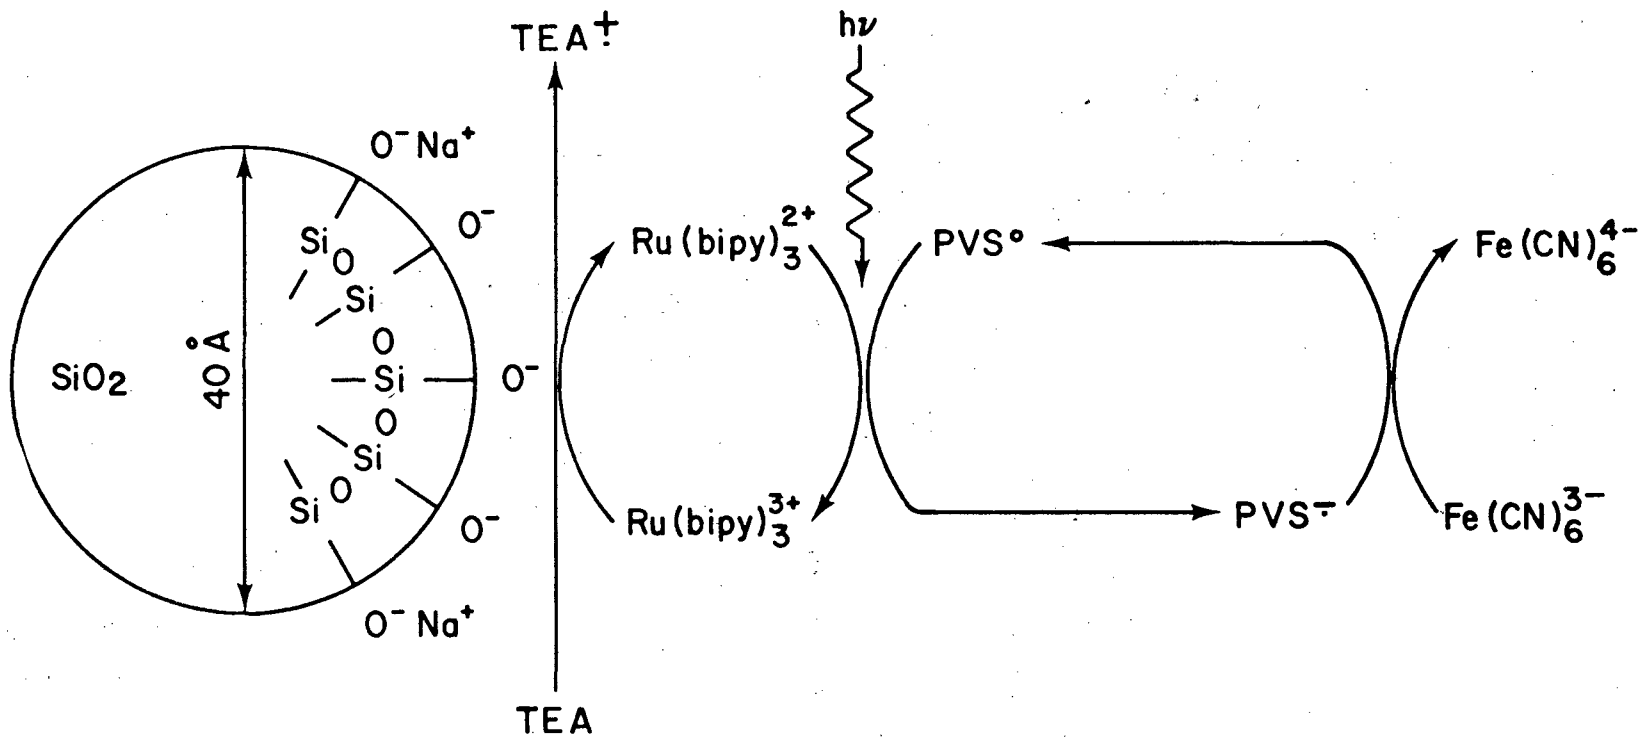 TEA⨥
hν
O⁻ Na⁺
O⁻
Si
O
Si
O
Si
O
Si
O
Si
SiO₂
40 Å
O⁻
O⁻
O⁻ Na⁺
Ru(bipy)₃²⁺
PVS°
Fe(CN)₆⁴⁻
Ru(bipy)₃³⁺
PVS⨪
Fe(CN)₆³⁻
TEA